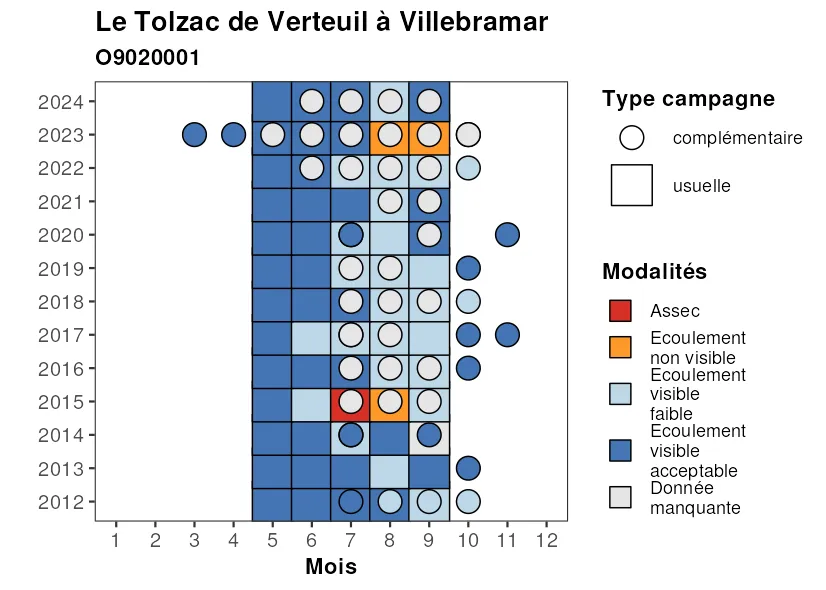 Le Tolzac de Verteuil à Villebramar
O9020001
2024
2023
2022
2021
2020
2019
2018
2017
2016
2015
2014
2013
2012
1 2 3 4 5 6 7 8 9 10 11 12
Mois
Type campagne
complémentaire
usuelle
Modalités
Assec
Ecoulement
non visible
Ecoulement
visible
faible
Ecoulement
visible
acceptable
Donnée
manquante